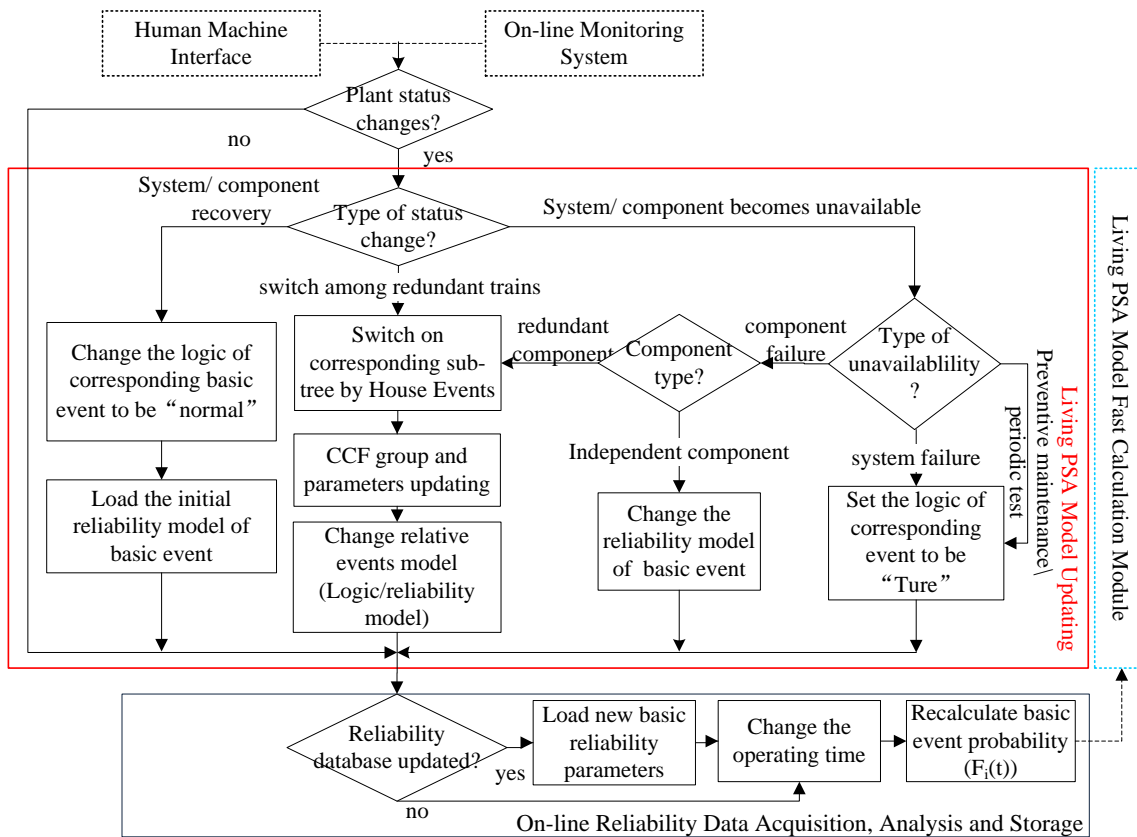 Human Machine
Interface
On-line Monitoring
System
Plant status
changes?
no
yes
System/ component
recovery
Type of status
change?
System/ component becomes unavailable
switch among redundant trains
Change the logic of
corresponding basic
event to be “normal”
Switch on
corresponding sub-
tree by House Events
redundant
component
Component
type?
component
failure
Type of
unavailablility
?
Preventive maintenance\
periodic test
Living PSA Model Updating
Living PSA Model Fast Calculation Module
Load the initial
reliability model of
basic event
CCF group and
parameters updating
Change relative
events model
(Logic/reliability
model)
Independent component
Change the
reliability model
of basic event
system failure
Set the logic of
corresponding
event to be
“Ture”
Reliability
database updated?
yes
no
Load new basic
reliability
parameters
Change the
operating time
Recalculate basic
event probability
(Fi(t))
On-line Reliability Data Acquisition, Analysis and Storage